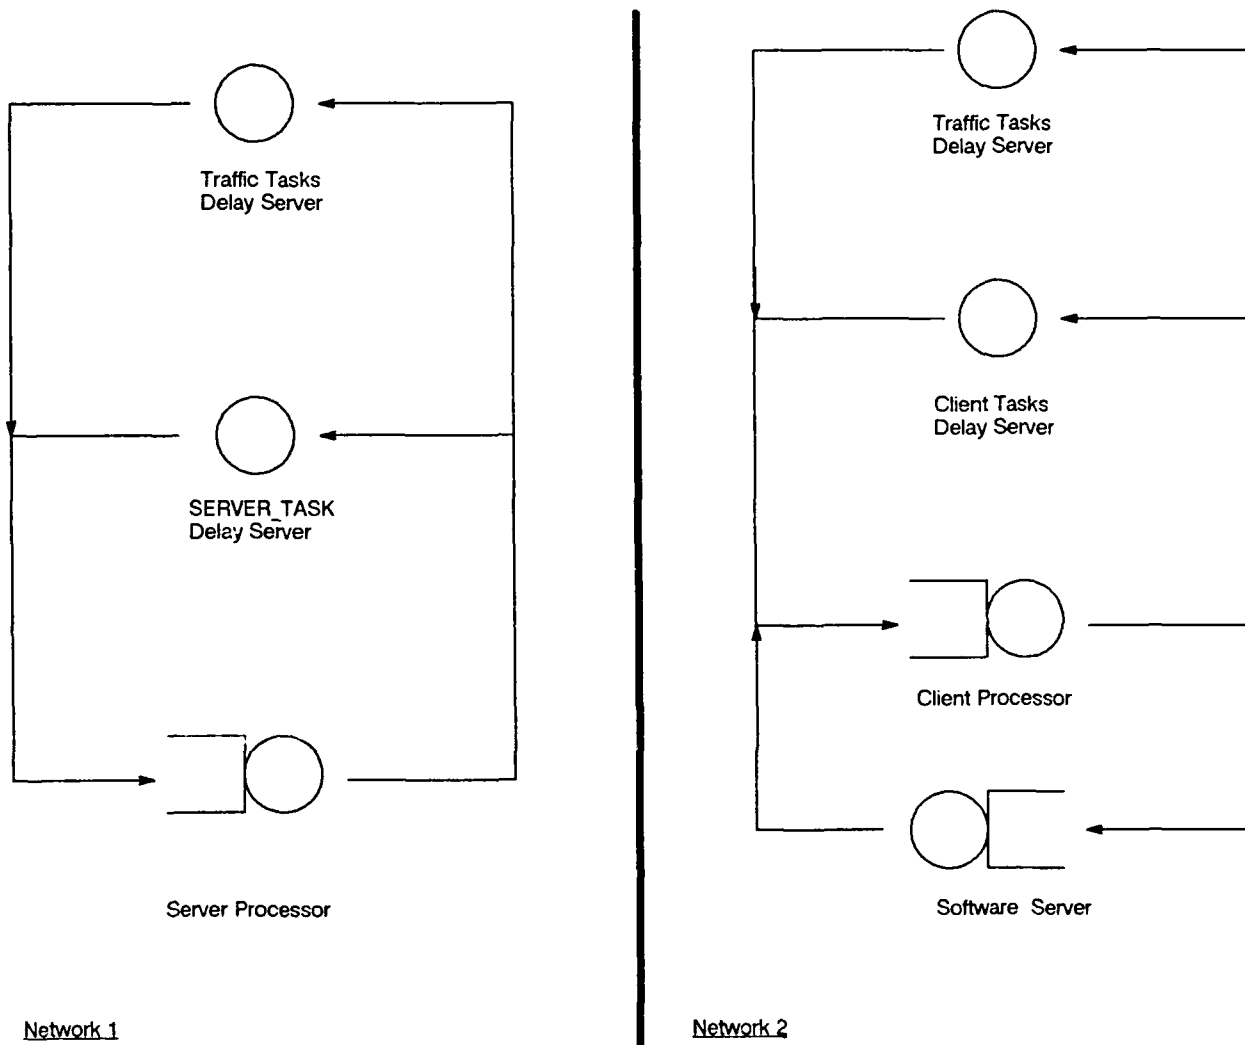 Traffic Tasks
Delay Server
SERVER_TASK
Delay Server
Server Processor
Network 1
Traffic Tasks
Delay Server
Client Tasks
Delay Server
Client Processor
Software Server
Network 2